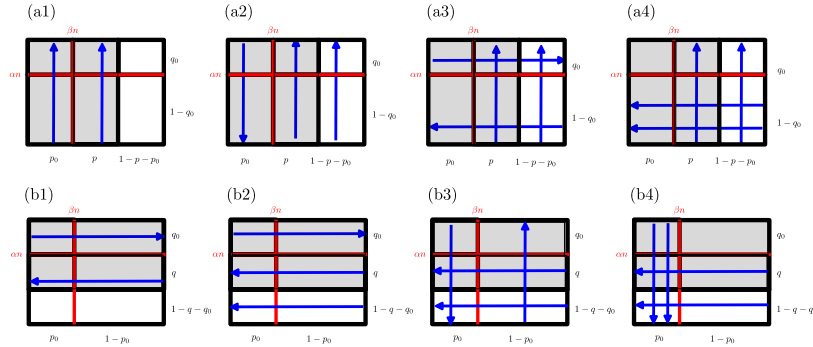 (a1) (a2) (a3) (a4)
βn βn βn βn
q₀ q₀ q₀ q₀
αn αn αn αn
1 − q₀ 1 − q₀ 1 − q₀ 1 − q₀
p₀ p 1 − p − p₀ p₀ p 1 − p − p₀ p₀ p 1 − p − p₀ p₀ p 1 − p − p₀
(b1) (b2) (b3) (b4)
βn βn βn βn
q₀ q₀ q₀ q₀
αn αn αn αn
q q q q
1 − q − q₀ 1 − q − q₀ 1 − q − q₀ 1 − q − q
p₀ 1 − p₀ p₀ 1 − p₀ p₀ 1 − p₀ p₀ 1 − p₀